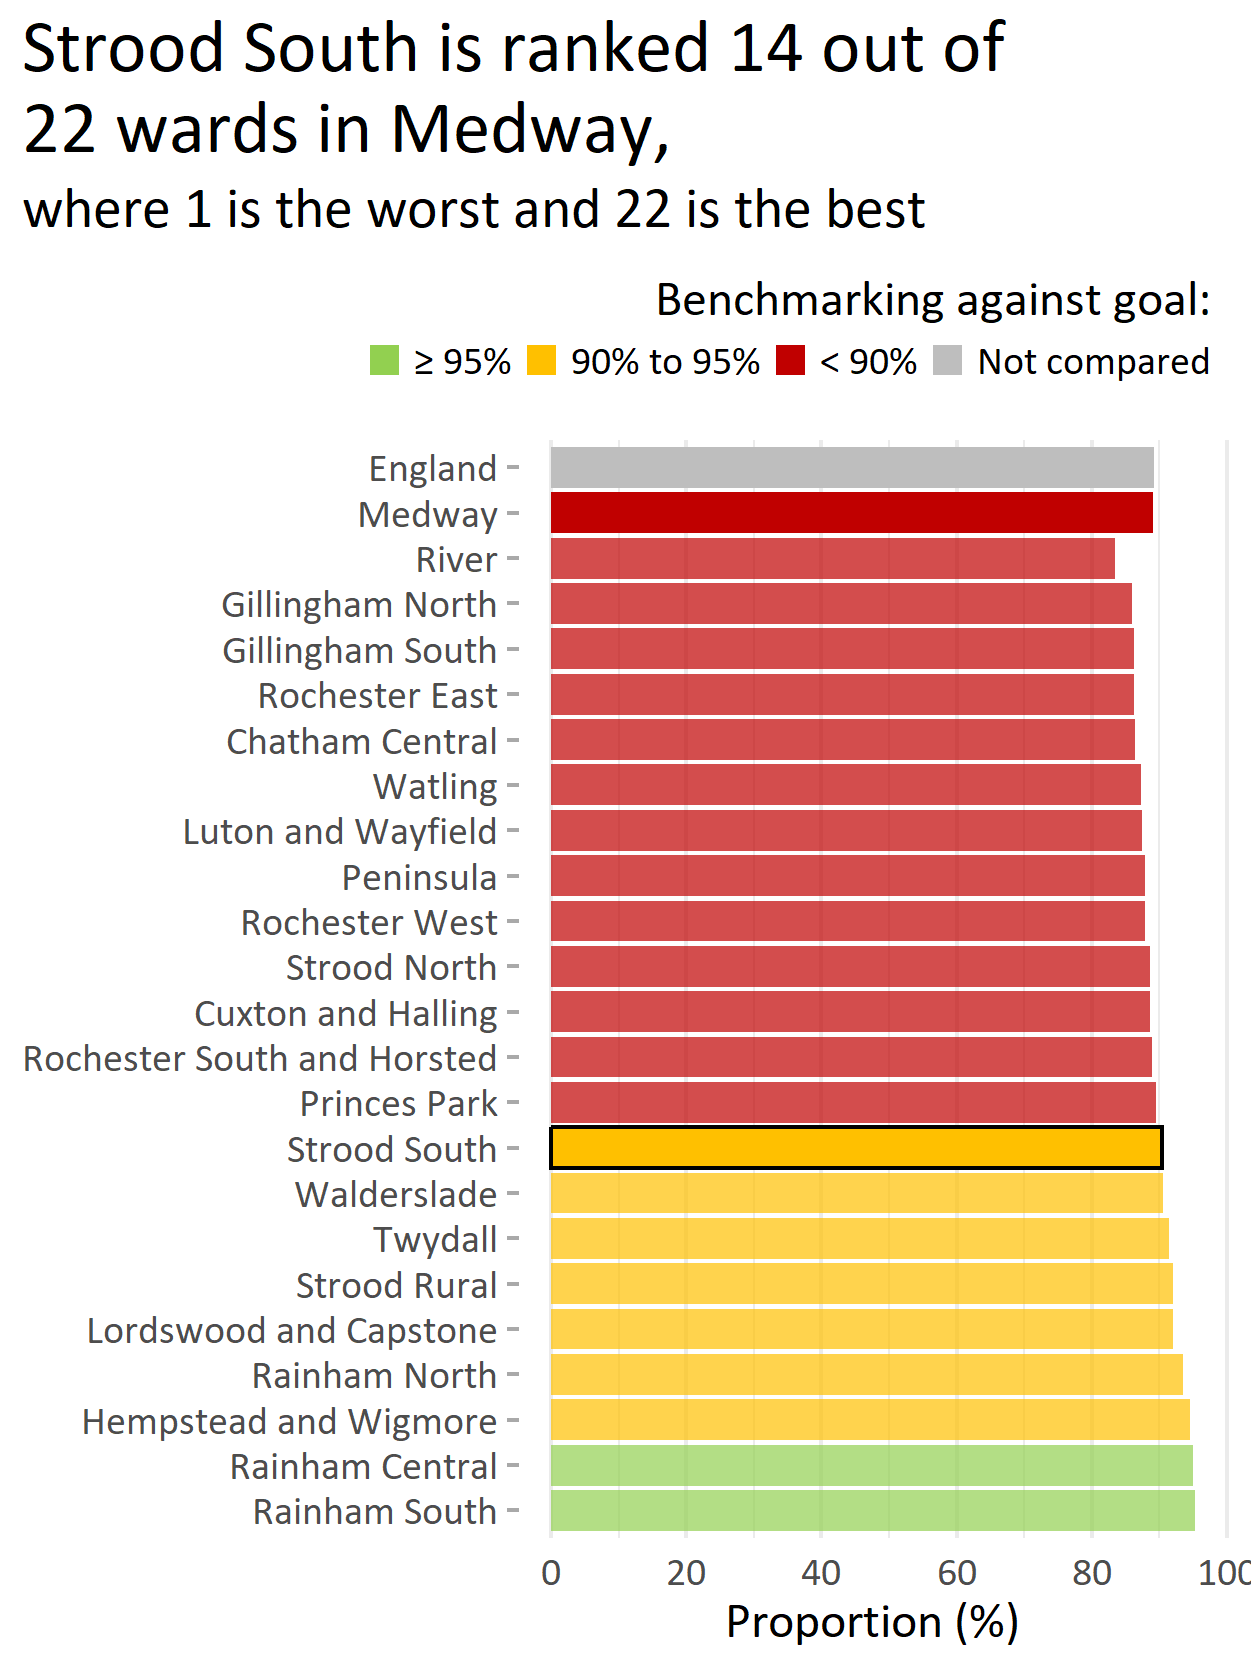 Strood South is ranked 14 out of
22 wards in Medway,
where 1 is the worst and 22 is the best
Benchmarking against goal:
≥ 95% 90% to 95% < 90% Not compared
England
Medway
River
Gillingham North
Gillingham South
Rochester East
Chatham Central
Watling
Luton and Wayfield
Peninsula
Rochester West
Strood North
Cuxton and Halling
Rochester South and Horsted
Princes Park
Strood South
Walderslade
Twydall
Strood Rural
Lordswood and Capstone
Rainham North
Hempstead and Wigmore
Rainham Central
Rainham South
0 20 40 60 80 100
Proportion (%)